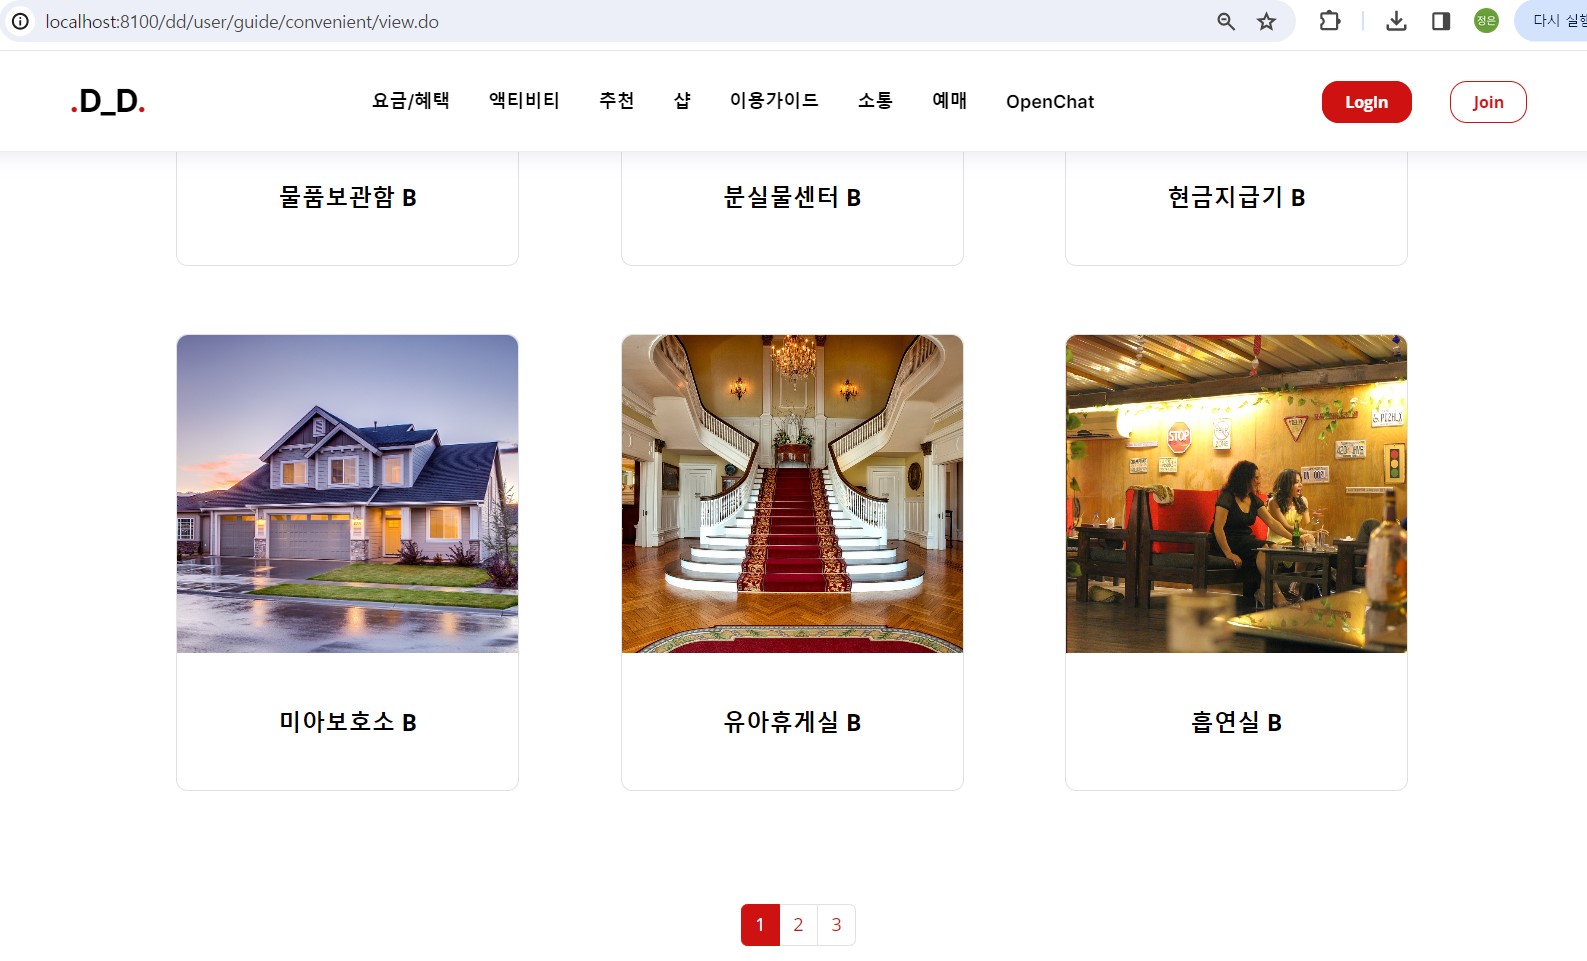 localhost:8100/dd/user/guide/convenient/view.do
정은
다시 실행
.D_D.
요금/혜택
액티비티
추천
샵
이용가이드
소통
예매
OpenChat
LogIn
Join
물품보관함 B
분실물센터 B
현금지급기 B
STOP
미아보호소 B
유아휴게실 B
흡연실 B
1
2
3